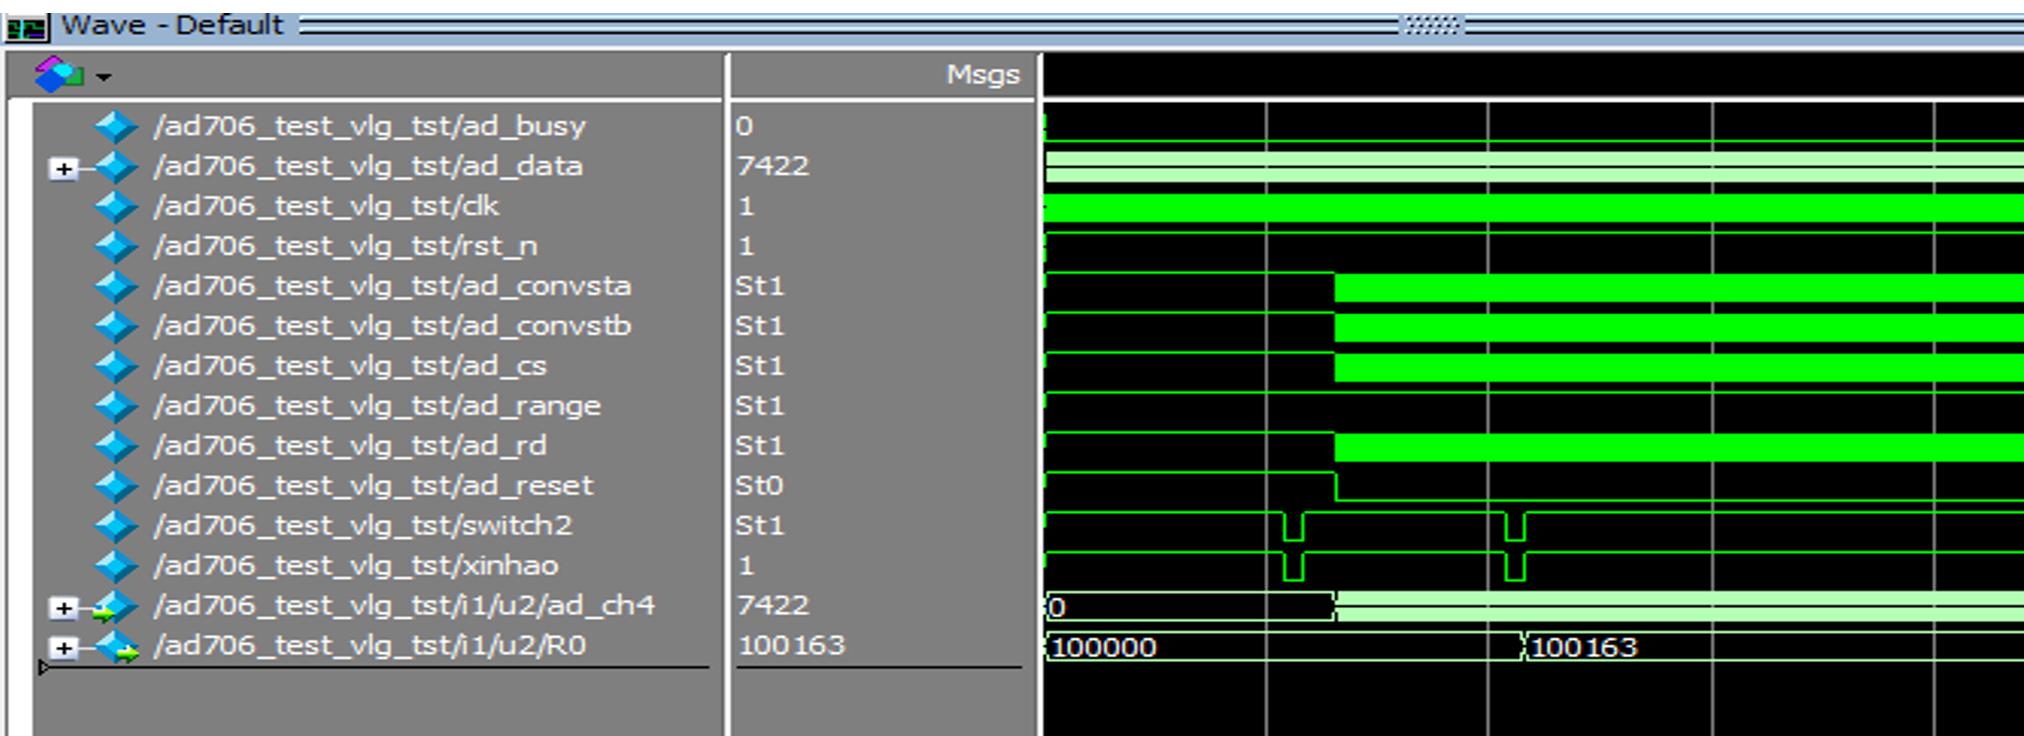 Wave - Default
Msgs
/ad706_test_vlg_tst/ad_busy 0
/ad706_test_vlg_tst/ad_data 7422
/ad706_test_vlg_tst/clk 1
/ad706_test_vlg_tst/rst_n 1
/ad706_test_vlg_tst/ad_convsta St1
/ad706_test_vlg_tst/ad_convstb St1
/ad706_test_vlg_tst/ad_cs St1
/ad706_test_vlg_tst/ad_range St1
/ad706_test_vlg_tst/ad_rd St1
/ad706_test_vlg_tst/ad_reset St0
/ad706_test_vlg_tst/switch2 St1
/ad706_test_vlg_tst/xinhao 1
/ad706_test_vlg_tst/i1/u2/ad_ch4 7422 0
/ad706_test_vlg_tst/i1/u2/R0 100163 100000 100163